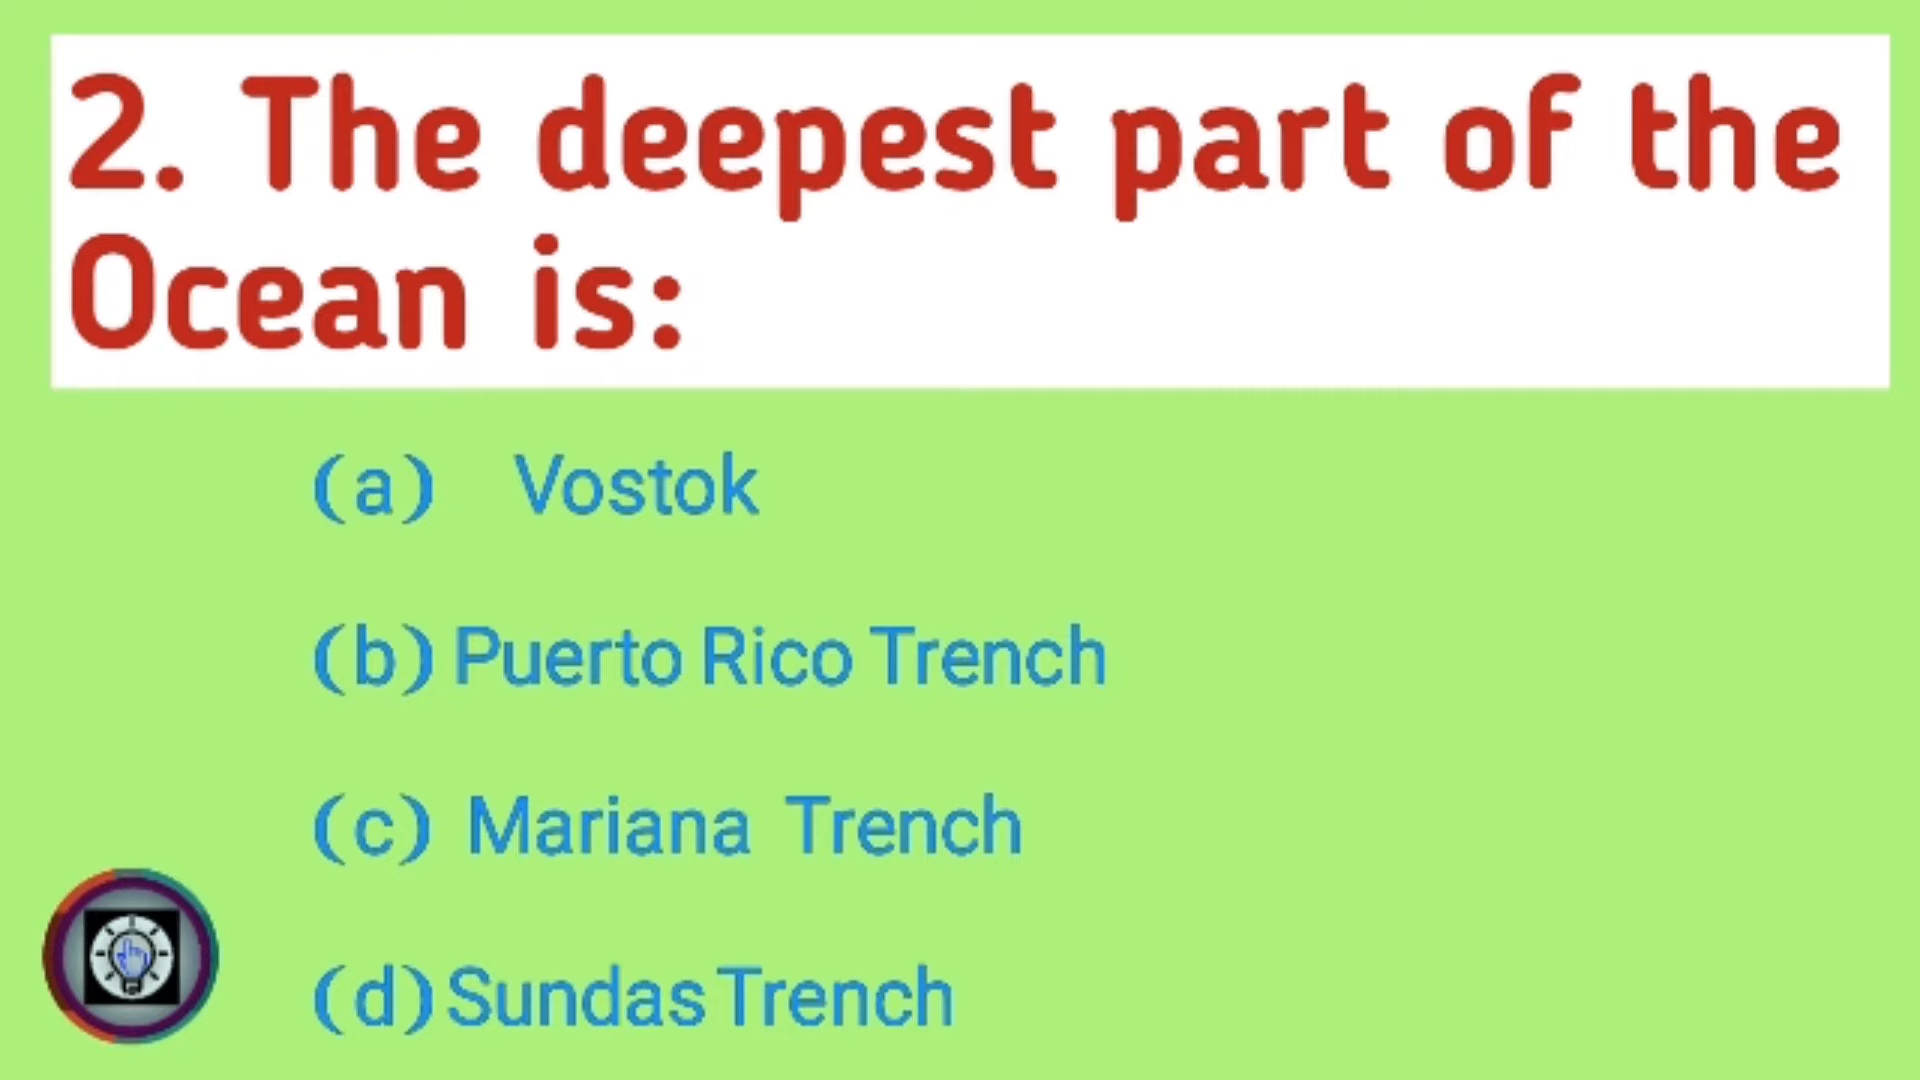 2. The deepest part of the
Ocean is:
(a) Vostok
(b) Puerto Rico Trench
(c) Mariana Trench
(d) Sundas Trench